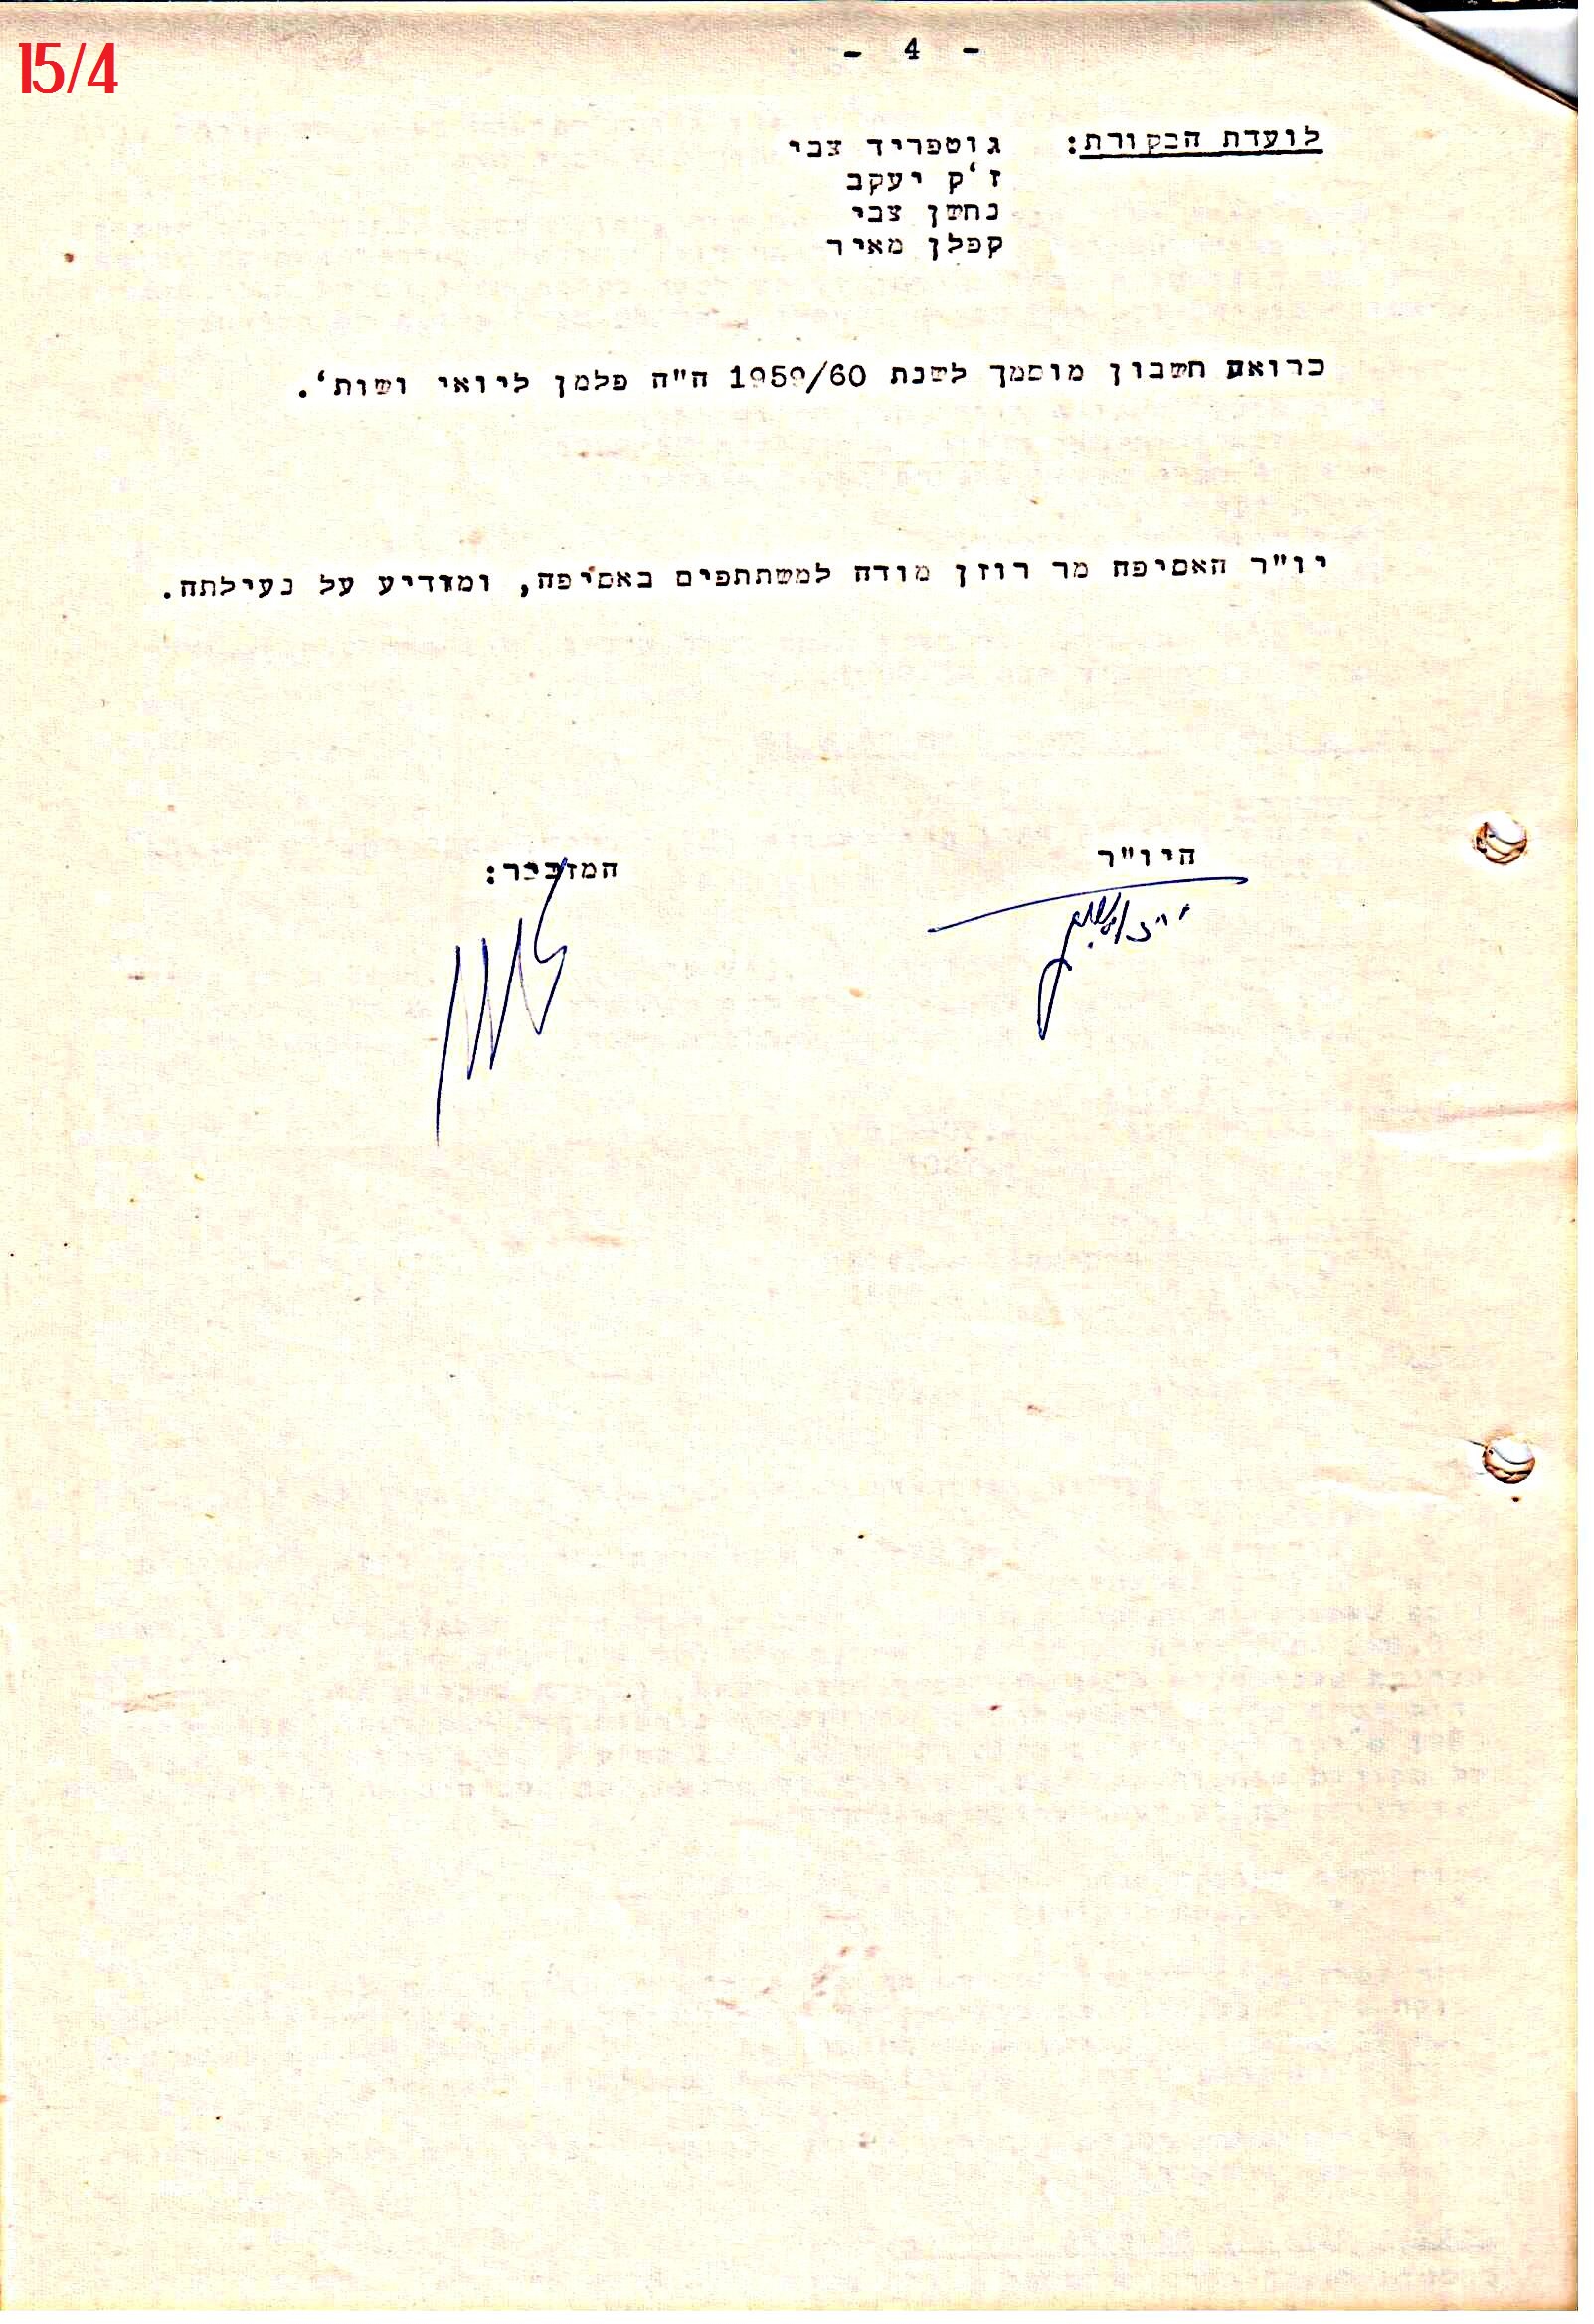 15/4
- 4 -
לועדת הבקורת: גוטפריד צבי
ז'ק יעקב
נחשן צבי
קפלן מאיר
כרואה חשבון מוסמך לשנת 1959/60 ה"ה פלמן ליואי ושות'.
יו"ר האסיפה מר רוזן מודה למשתתפים באסיפה, ומודיע על נעילתה.
היו"ר המזכיר: